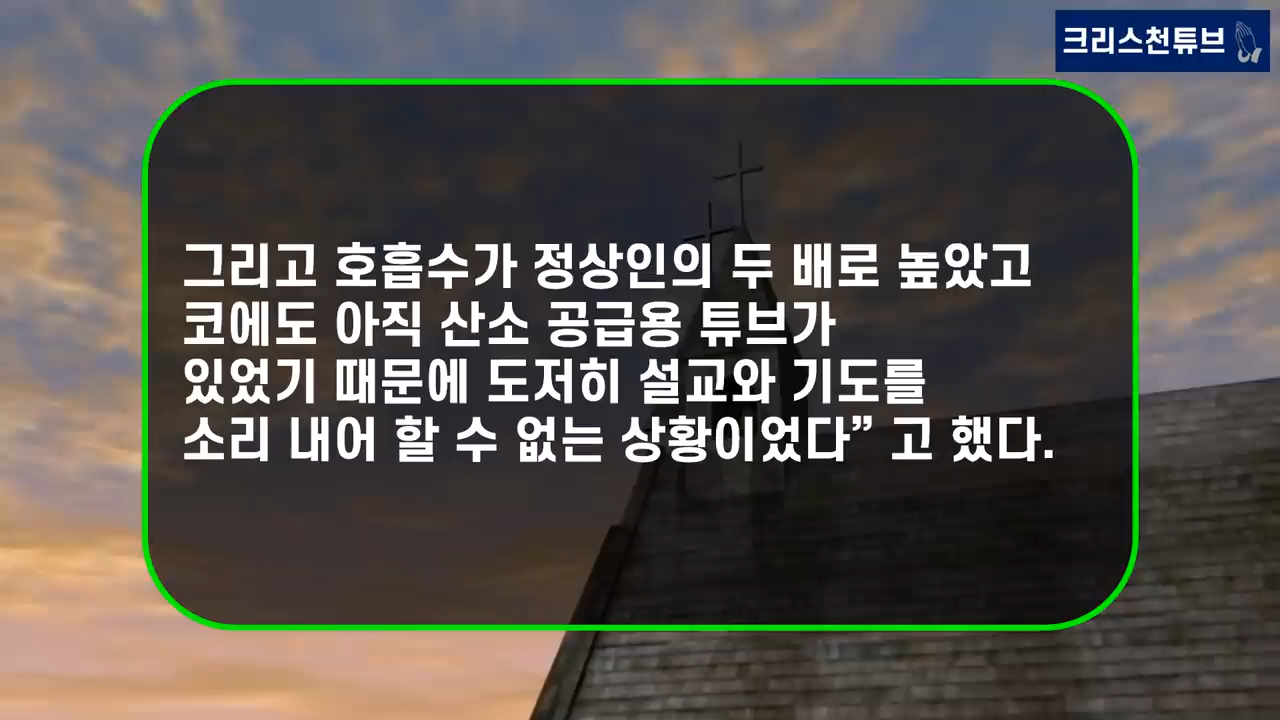 크리스천튜브
그리고 호흡수가 정상인의 두 배로 높았고
코에도 아직 산소 공급용 튜브가
있었기 때문에 도저히 설교와 기도를
소리 내어 할 수 없는 상황이었다” 고 했다.